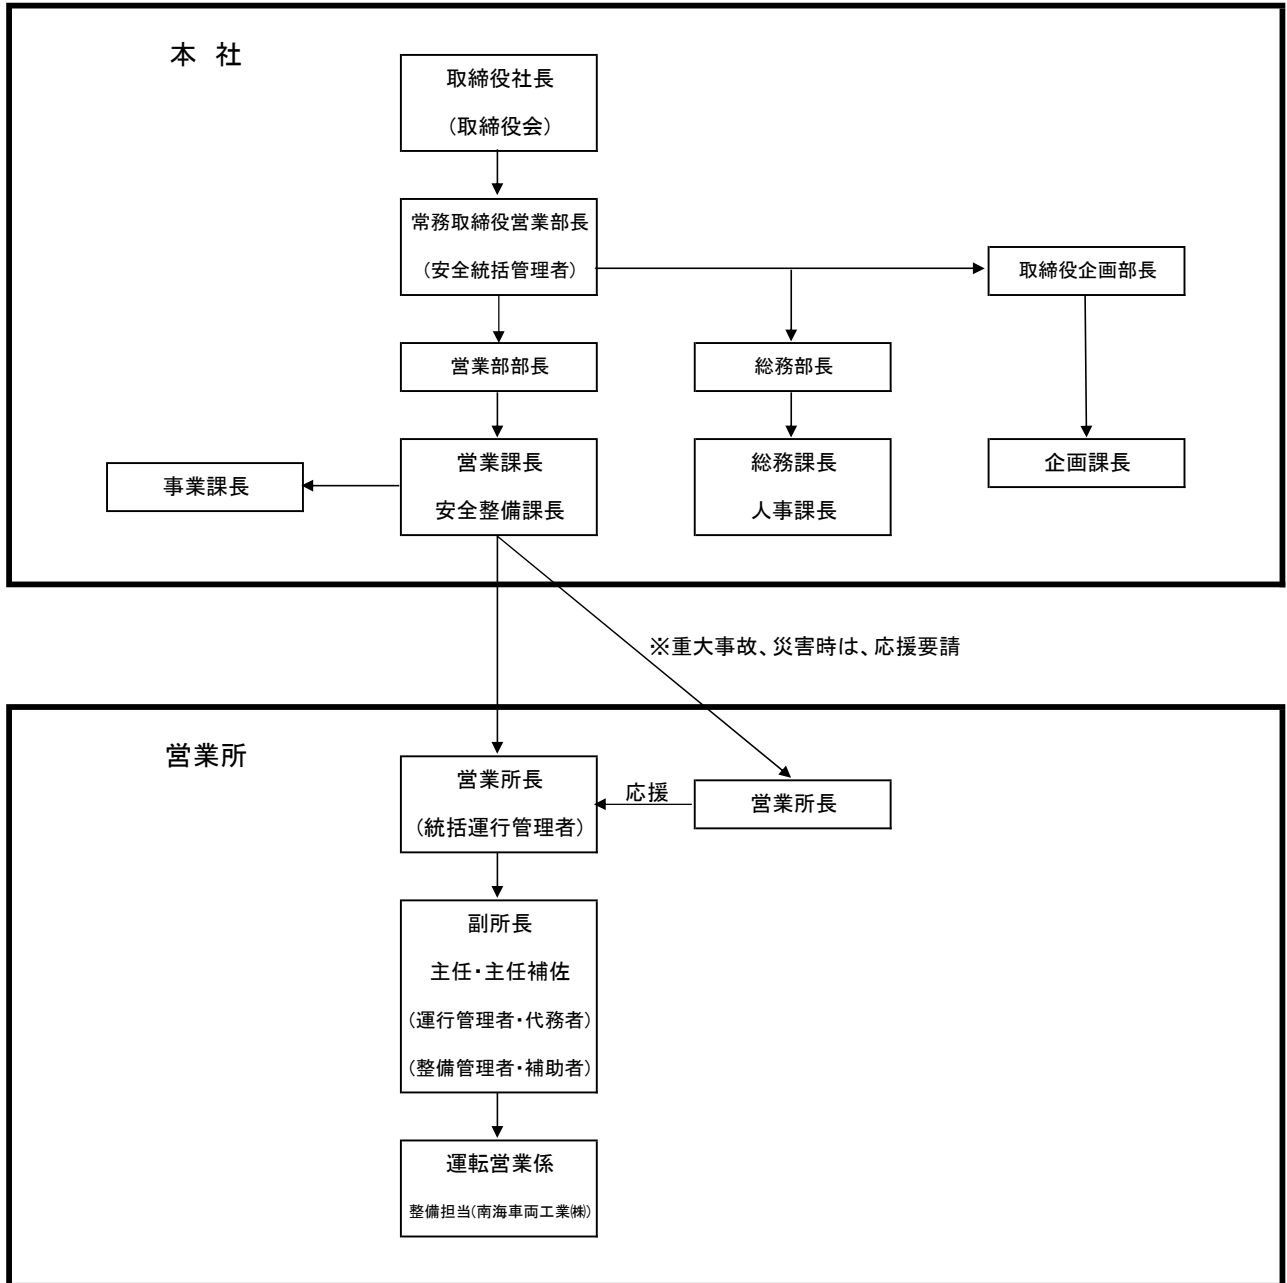 本 社
取締役社長
(取締役会)
常務取締役営業部長
(安全統括管理者)
取締役企画部長
営業部部長
総務部長
営業課長
安全整備課長
総務課長
人事課長
企画課長
事業課長
※重大事故、災害時は、応援要請
営業所
営業所長
(統括運行管理者)
応援
営業所長
副所長
主任・主任補佐
(運行管理者・代務者)
(整備管理者・補助者)
運転営業係
整備担当(南海車両工業㈱)